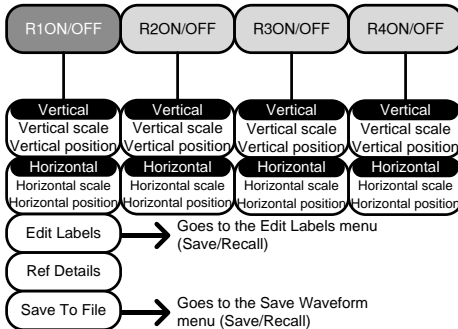 R1ON/OFF R2ON/OFF R3ON/OFF R4ON/OFF
Vertical Vertical Vertical Vertical
Vertical scale Vertical scale Vertical scale Vertical scale
Vertical position Vertical position Vertical position Vertical position
Horizontal Horizontal Horizontal Horizontal
Horizontal scale Horizontal scale Horizontal scale Horizontal scale
Horizontal position Horizontal position Horizontal position Horizontal position
Edit Labels
Goes to the Edit Labels menu
(Save/Recall)
Ref Details
Save To File
Goes to the Save Waveform
menu (Save/Recall)